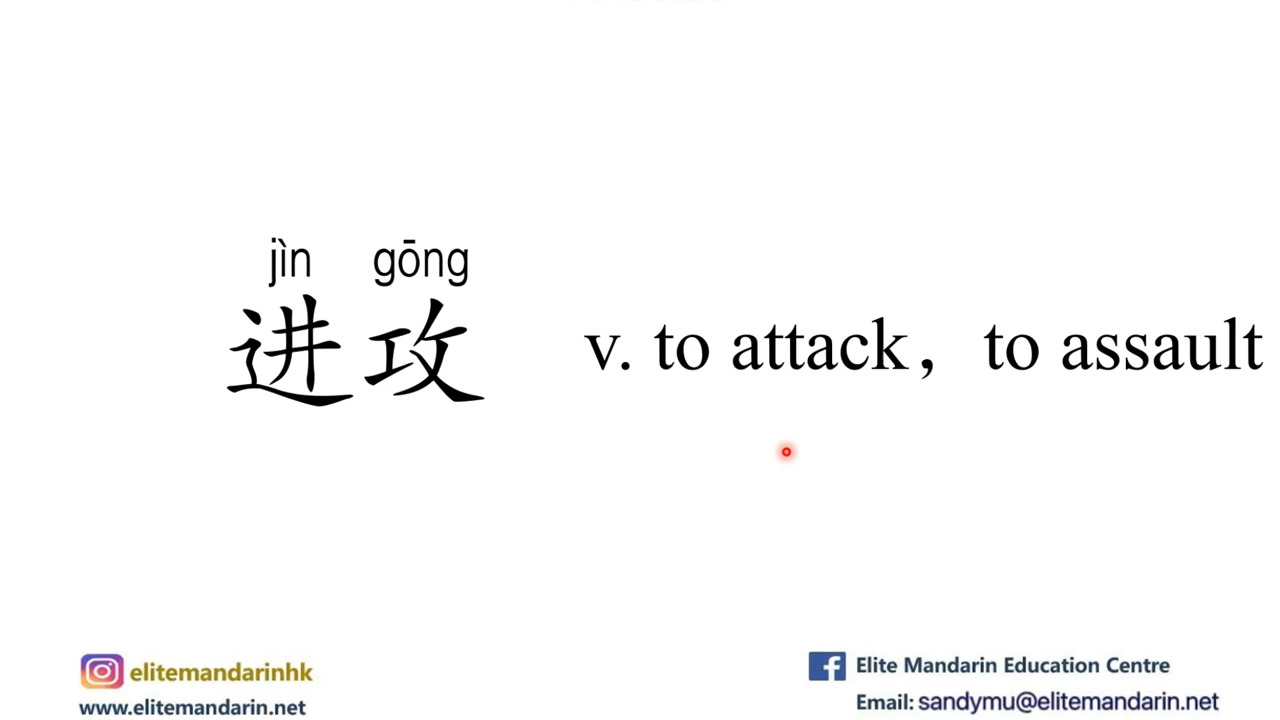 jìn gōng
进攻 v. to attack，to assault
elitemandarinhk
www.elitemandarin.net
Elite Mandarin Education Centre
Email: sandymu@elitemandarin.net